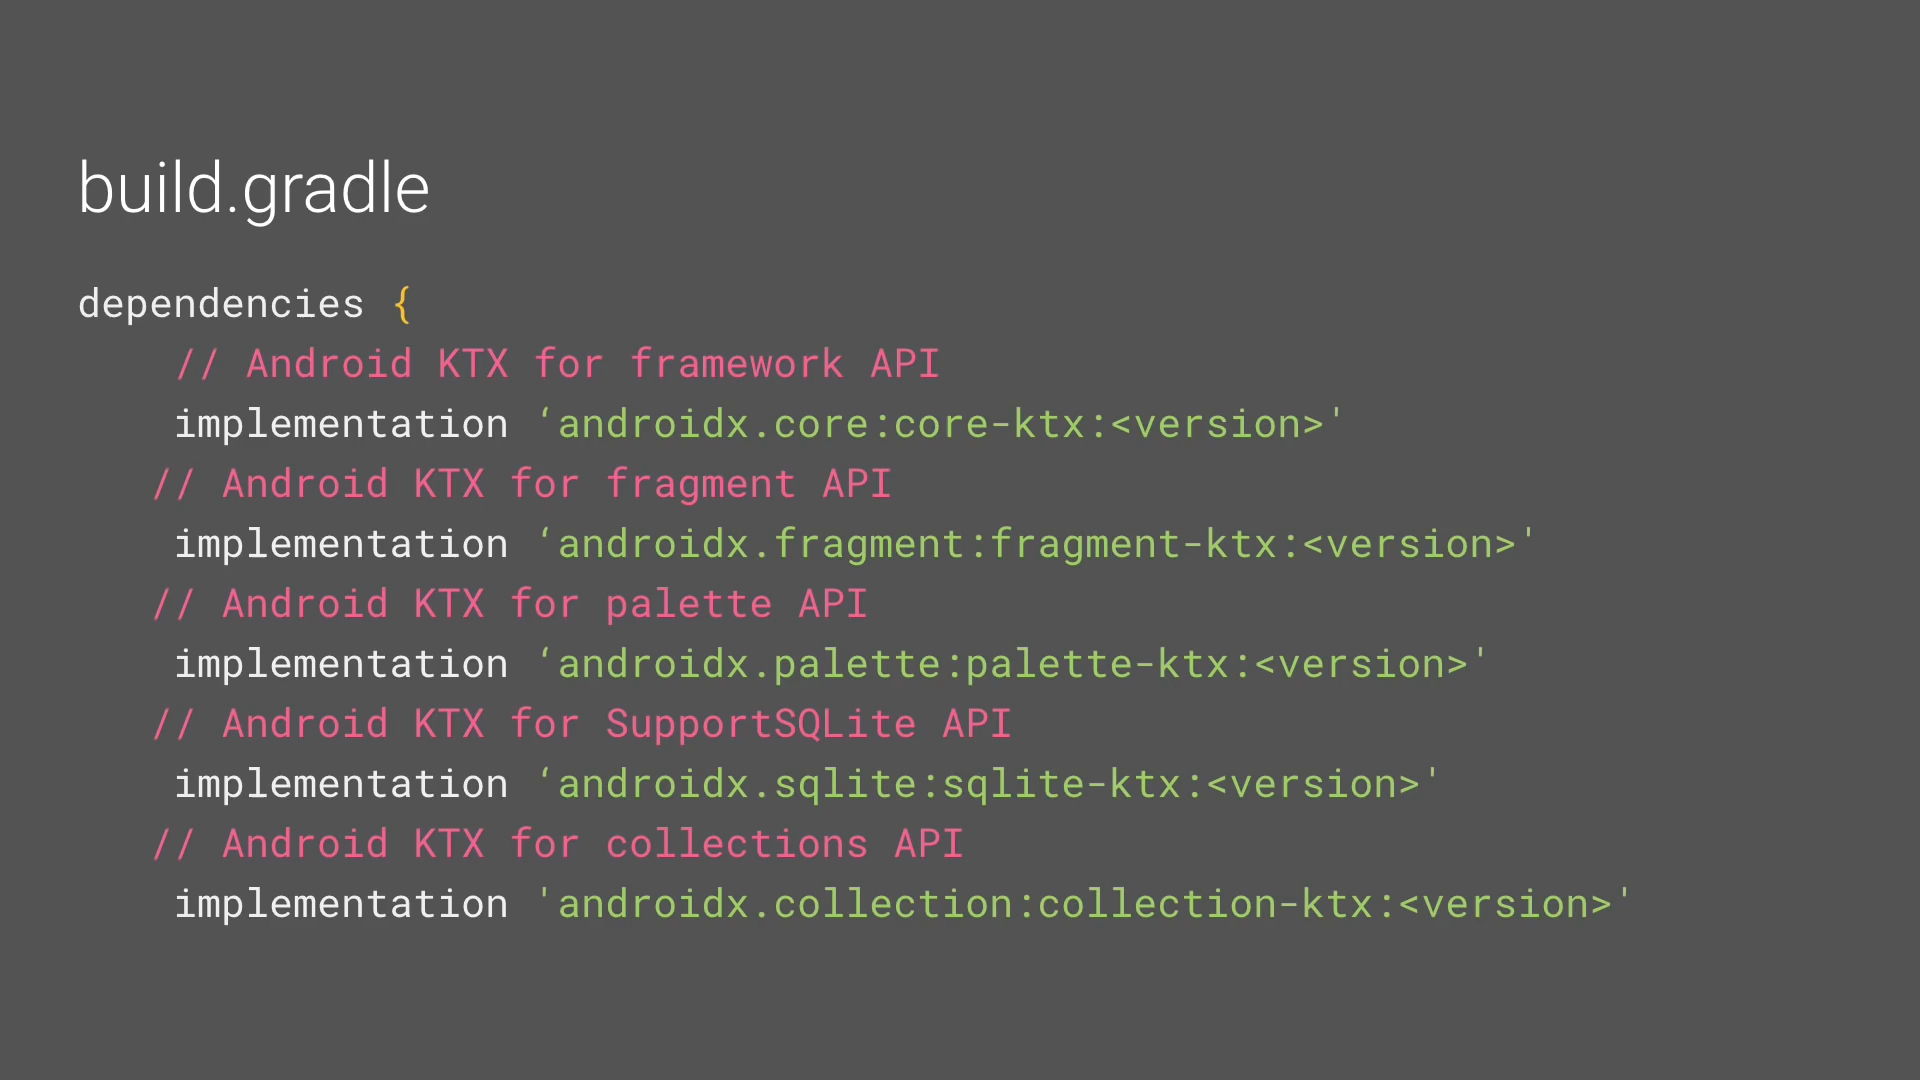 build.gradle
dependencies {
// Android KTX for framework API
implementation ‘androidx.core:core-ktx:<version>'
// Android KTX for fragment API
implementation ‘androidx.fragment:fragment-ktx:<version>'
// Android KTX for palette API
implementation ‘androidx.palette:palette-ktx:<version>'
// Android KTX for SupportSQLite API
implementation ‘androidx.sqlite:sqlite-ktx:<version>'
// Android KTX for collections API
implementation 'androidx.collection:collection-ktx:<version>'